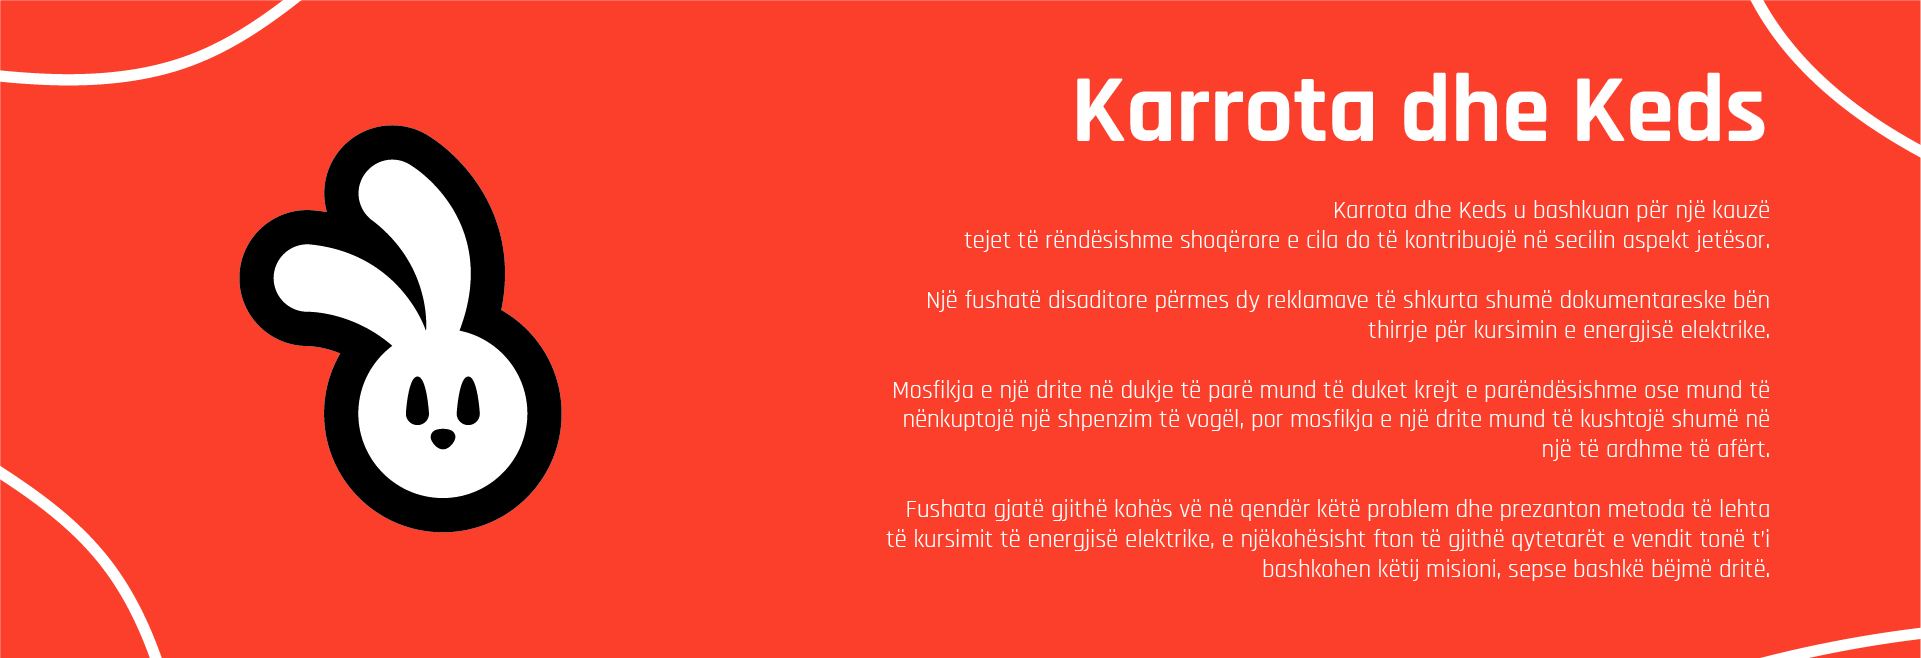 Karrota dhe Keds
Karrota dhe Keds u bashkuan për një kauzë
tejet të rëndësishme shoqërore e cila do të kontribuojë në secilin aspekt jetësor.
Një fushatë disaditore përmes dy reklamave të shkurta shumë dokumentareske bën
thirrje për kursimin e energjisë elektrike.
Mosfikja e një drite në dukje të parë mund të duket krejt e parëndësishme ose mund të
nënkuptojë një shpenzim të vogël, por mosfikja e një drite mund të kushtojë shumë në
një të ardhme të afërt.
Fushata gjatë gjithë kohës vë në qendër këtë problem dhe prezanton metoda të lehta
të kursimit të energjisë elektrike, e njëkohësisht fton të gjithë qytetarët e vendit tonë t'i
bashkohen këtij misioni, sepse bashkë bëjmë dritë.